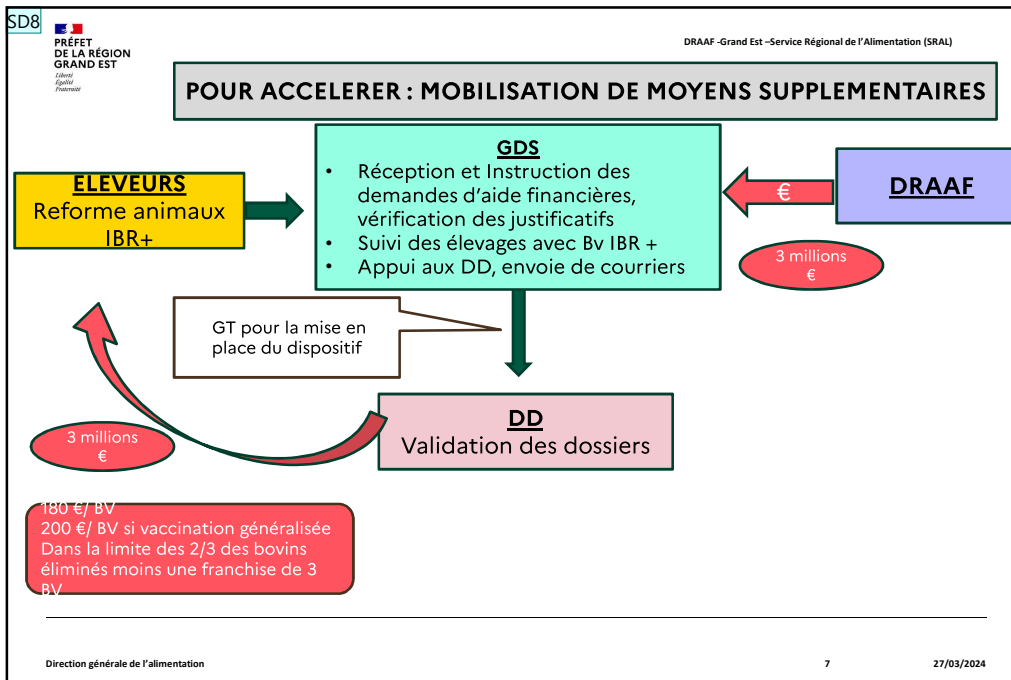 SD8
PRÉFET
DE LA RÉGION
GRAND EST
Liberté
Égalité
Fraternité
DRAAF -Grand Est –Service Régional de l'Alimentation (SRAL)
POUR ACCELERER : MOBILISATION DE MOYENS SUPPLEMENTAIRES
ELEVEURS
Reforme animaux
IBR+
GDS
• Réception et Instruction des
demandes d'aide financières,
vérification des justificatifs
• Suivi des élevages avec Bv IBR +
• Appui aux DD, envoie de courriers
€
DRAAF
3 millions
€
GT pour la mise en
place du dispositif
DD
Validation des dossiers
3 millions
€
180 €/ BV
200 €/ BV si vaccination généralisée
Dans la limite des 2/3 des bovins
éliminés moins une franchise de 3
BV
Direction générale de l'alimentation
7
27/03/2024